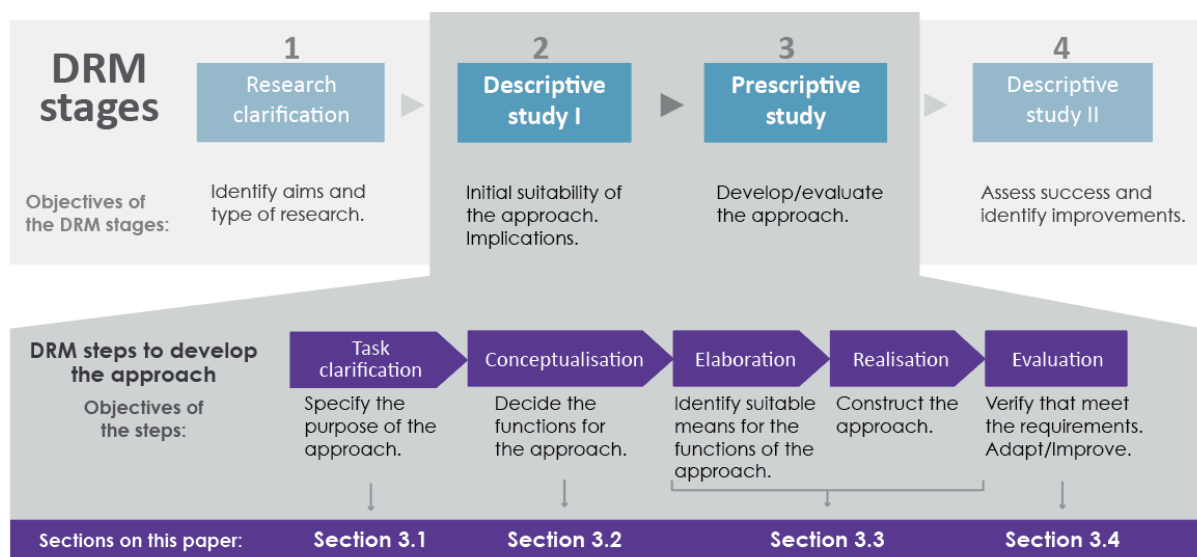 DRM
stages
1
Research
clarification
2
Descriptive
study I
3
Prescriptive
study
4
Descriptive
study II
Objectives of
the DRM stages:
Identify aims and
type of research.
Initial suitability of
the approach.
Implications.
Develop/evaluate
the approach.
Assess success and
identify improvements.
DRM steps to develop
the approach
Task
clarification
Conceptualisation
Elaboration
Realisation
Evaluation
Objectives of
the steps:
Specify the
purpose of the
approach.
Decide the
functions for
the approach.
Identify suitable
means for the
functions of the
approach.
Construct the
approach.
Verify that meet
the requirements.
Adapt/Improve.
Sections on this paper:
Section 3.1
Section 3.2
Section 3.3
Section 3.4